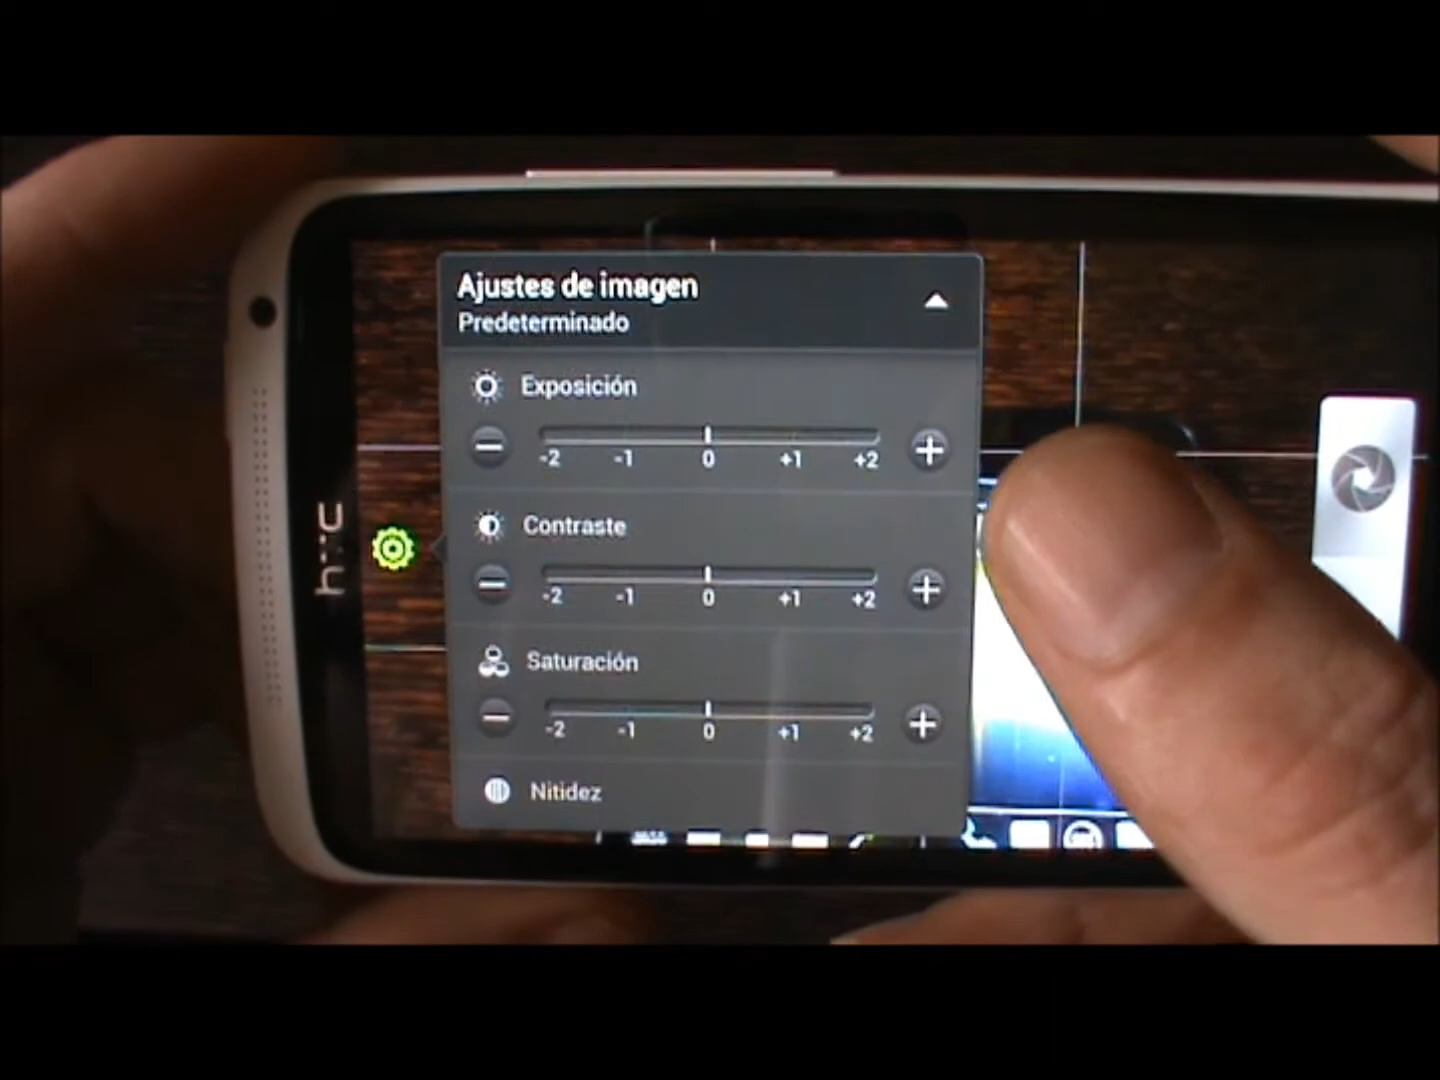 Ajustes de imagen
Predeterminado
Exposición
-2 -1 0 +1 +2
Contraste
-2 -1 0 +1 +2
Saturación
-2 -1 0 +1 +2
Nitidez
hTC